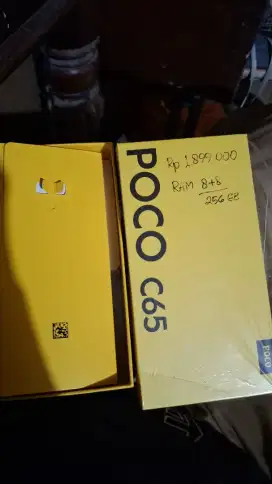 POCO C65
Rp 1.899.000
RAM 8+8
256 GB
POCO